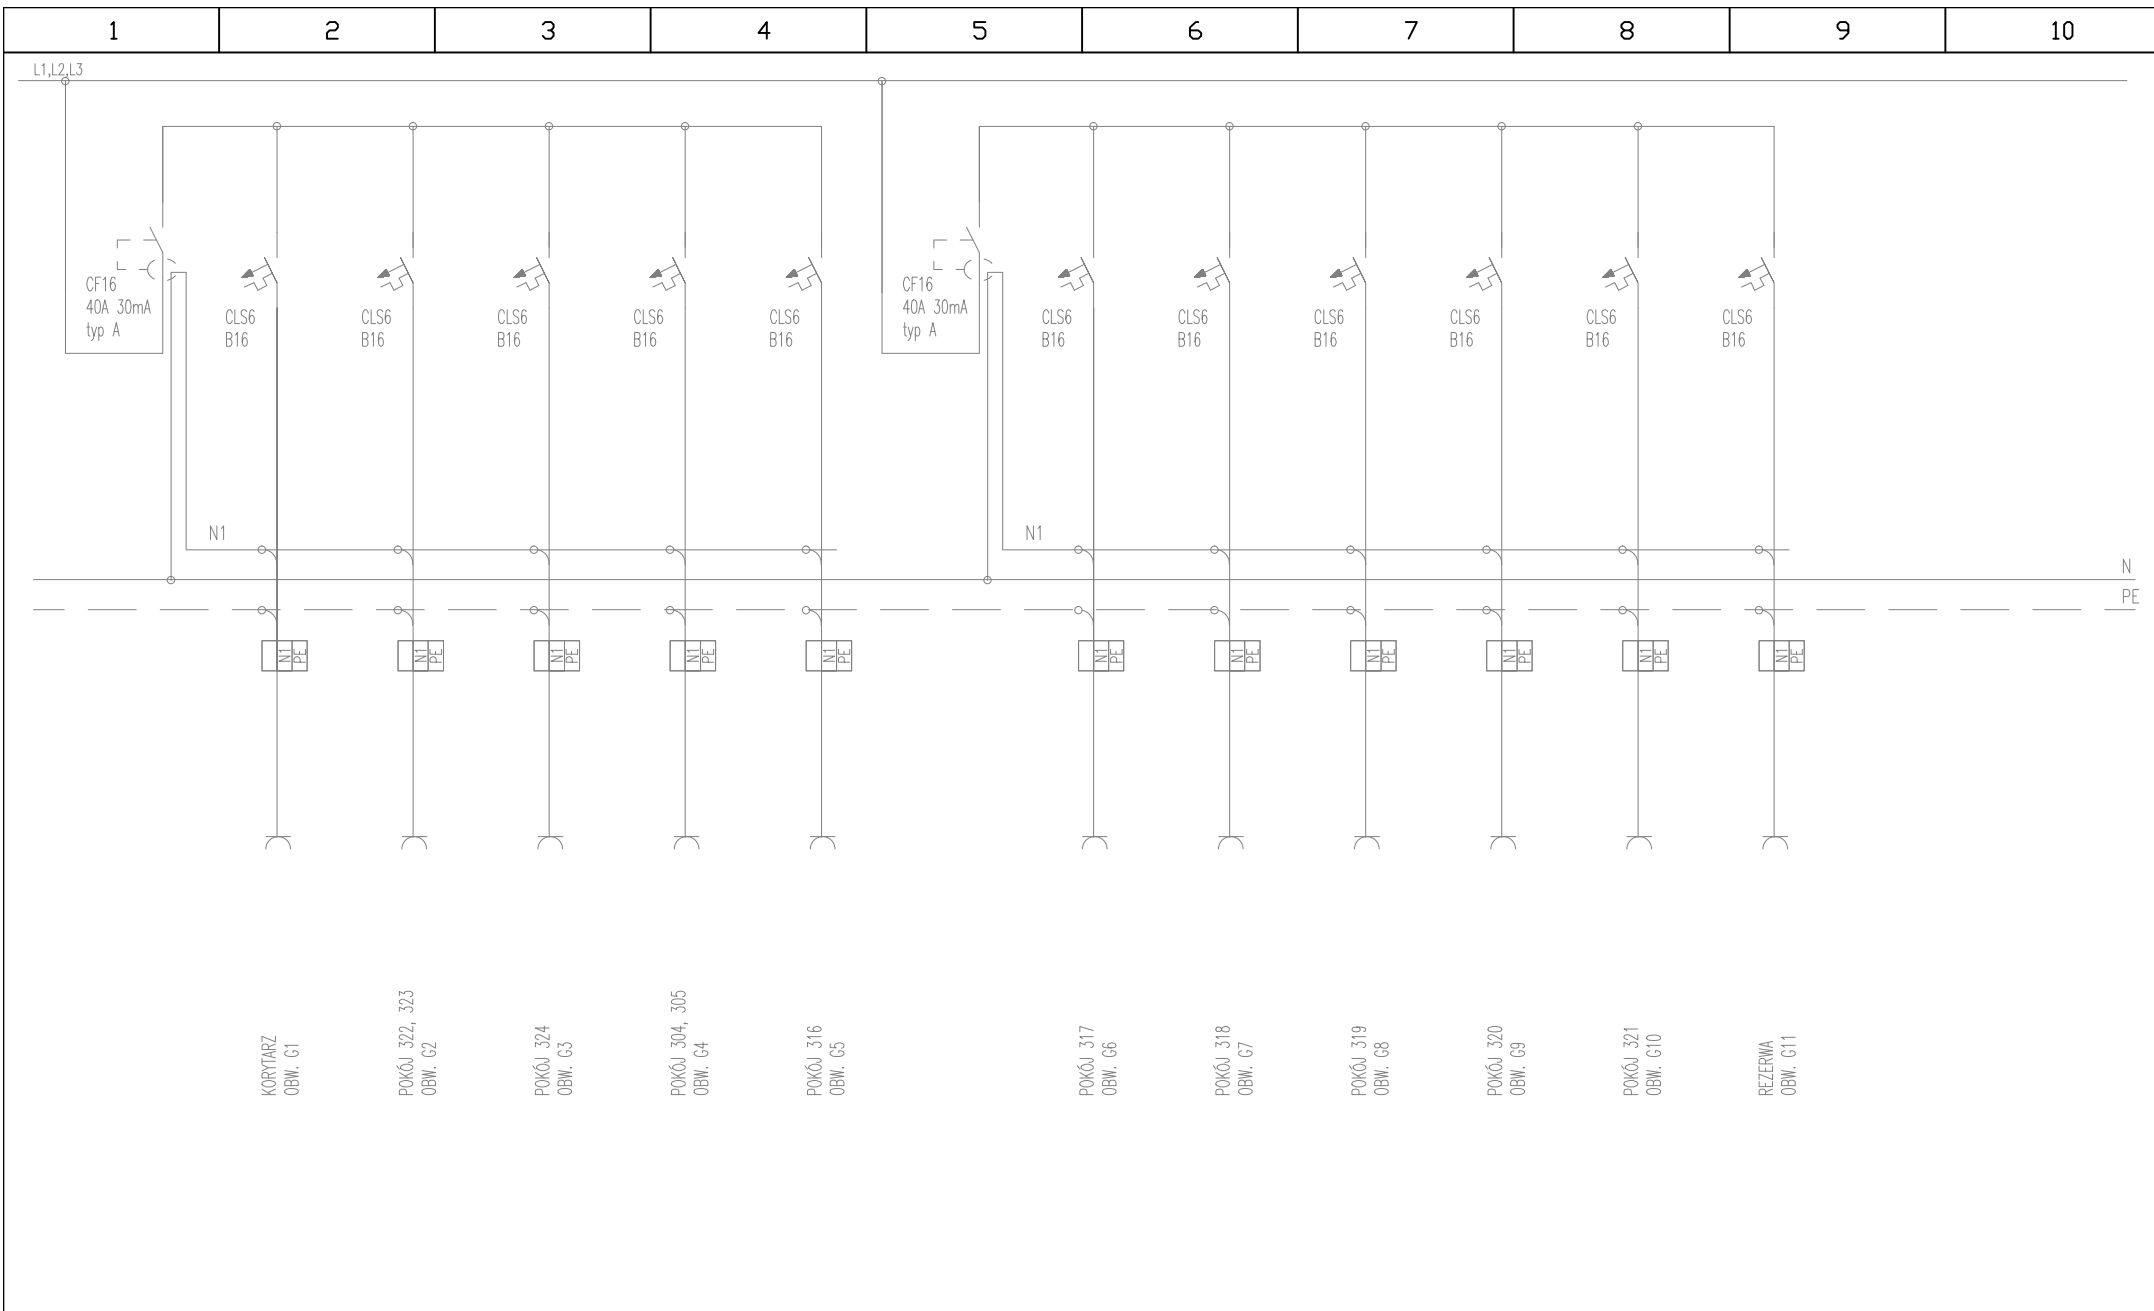 1 2 3 4 5 6 7 8 9 10
L1,L2,L3
CF16
40A 30mA
typ A
CLS6
B16
CLS6
B16
CLS6
B16
CLS6
B16
CLS6
B16
CF16
40A 30mA
typ A
CLS6
B16
CLS6
B16
CLS6
B16
CLS6
B16
CLS6
B16
CLS6
B16
N1
N1
N
PE
N1
PE
N1
PE
N1
PE
N1
PE
N1
PE
N1
PE
N1
PE
N1
PE
N1
PE
N1
PE
N1
PE
KORYTARZ
OBW. G1
POKÓJ 322, 323
OBW. G2
POKÓJ 324
OBW. G3
POKÓJ 304, 305
OBW. G4
POKÓJ 316
OBW. G5
POKÓJ 317
OBW. G6
POKÓJ 318
OBW. G7
POKÓJ 319
OBW. G8
POKÓJ 320
OBW. G9
POKÓJ 321
OBW. G10
REZERWA
OBW. G11